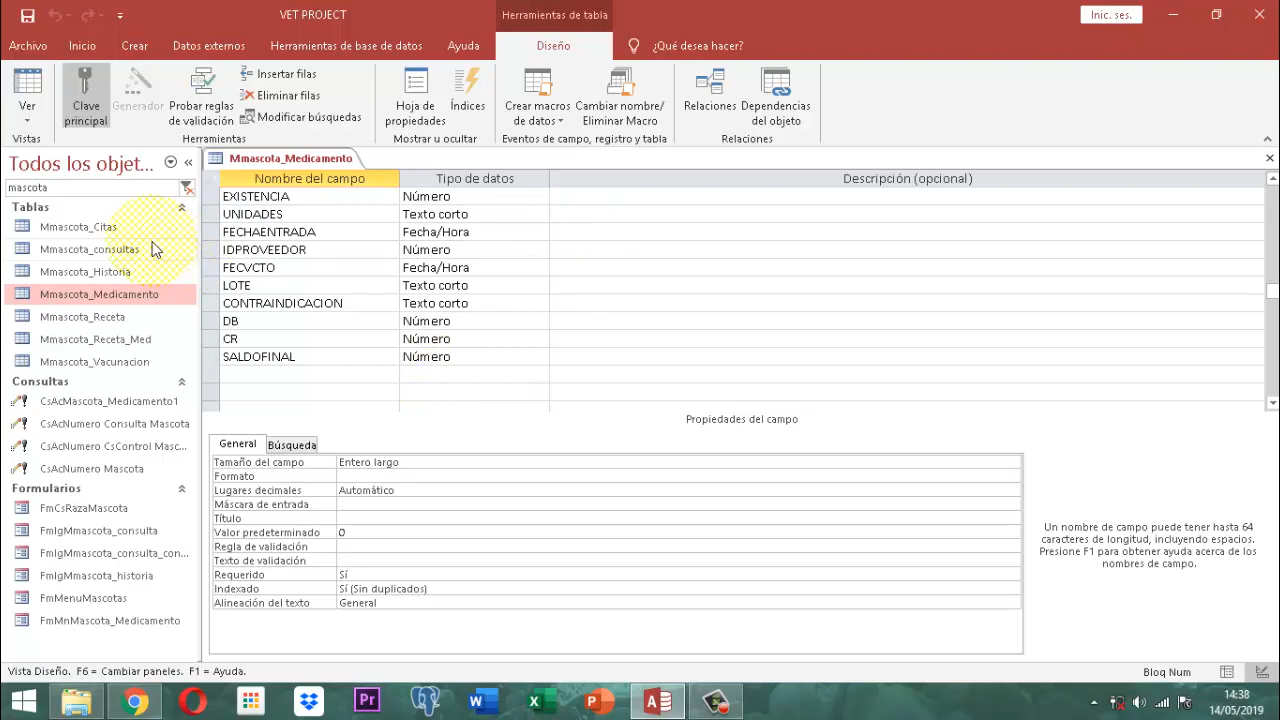 VET PROJECT
Herramientas de tabla
Inic. ses.
Archivo Inicio Crear Datos externos Herramientas de base de datos Ayuda Diseño ¿Qué desea hacer?
Ver
Clave principal
Generador
Probar reglas de validación
Insertar filas
Eliminar filas
Modificar búsquedas
Hoja de propiedades
Índices
Crear macros de datos
Cambiar nombre/ Eliminar Macro
Relaciones
Dependencias del objeto
Vistas Herramientas Mostrar u ocultar Eventos de campo, registro y tabla Relaciones
Todos los objet...
mascota
Tablas
Mmascota_Citas
Mmascota_consultas
Mmascota_Historia
Mmascota_Medicamento
Mmascota_Receta
Mmascota_Receta_Med
Mmascota_Vacunacion
Consultas
CsAcMascota_Medicamento1
CsAcNumero Consulta Mascota
CsAcNumero CsControl Masc...
CsAcNumero Mascota
Formularios
FmCsRazaMascota
FmIgMmascota_consulta
FmIgMmascota_consulta_con...
FmIgMmascota_historia
FmMenuMascotas
FmMnMascota_Medicamento
Mmascota_Medicamento
Nombre del campo Tipo de datos Descripción (opcional)
EXISTENCIA Número
UNIDADES Texto corto
FECHAENTRADA Fecha/Hora
IDPROVEEDOR Número
FECVCTO Fecha/Hora
LOTE Texto corto
CONTRAINDICACION Texto corto
DB Número
CR Número
SALDOFINAL Número
Propiedades del campo
General Búsqueda
Tamaño del campo Entero largo
Formato
Lugares decimales Automático
Máscara de entrada
Título
Valor predeterminado 0
Regla de validación
Texto de validación
Requerido Sí
Indexado Sí (Sin duplicados)
Alineación del texto General
Un nombre de campo puede tener hasta 64
caracteres de longitud, incluyendo espacios.
Presione F1 para obtener ayuda acerca de los
nombres de campo.
Vista Diseño. F6 = Cambiar paneles. F1 = Ayuda. Bloq Num
14:38
14/05/2019